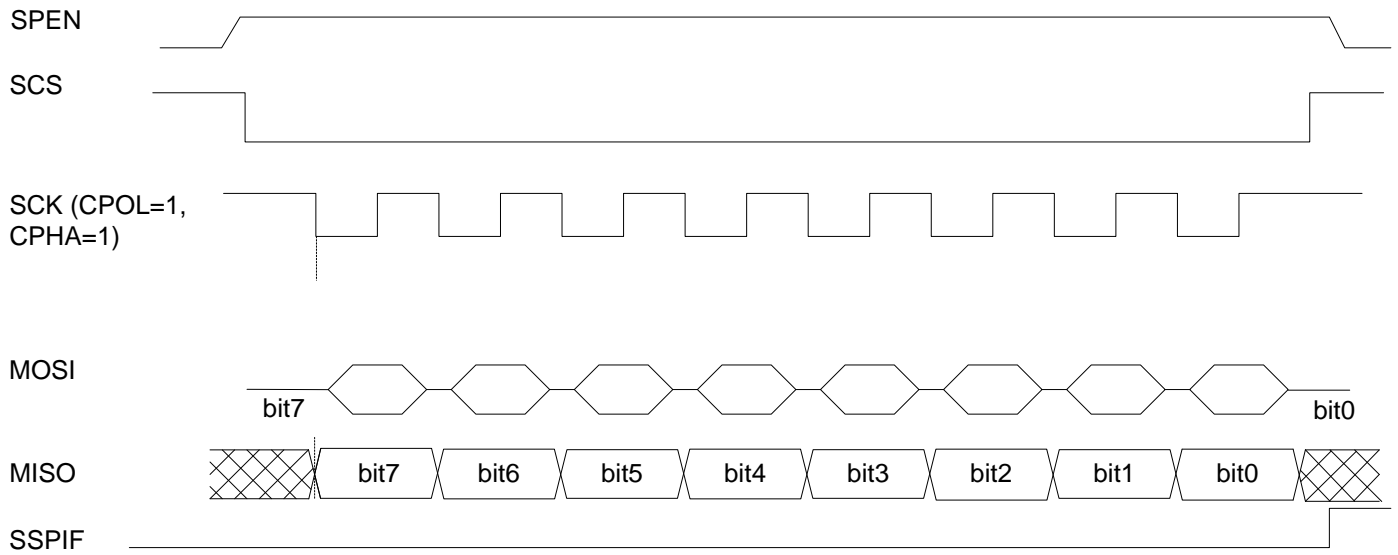 SPEN
SCS
SCK (CPOL=1,
CPHA=1)
MOSI
bit7
bit0
MISO
bit7
bit6
bit5
bit4
bit3
bit2
bit1
bit0
SSPIF